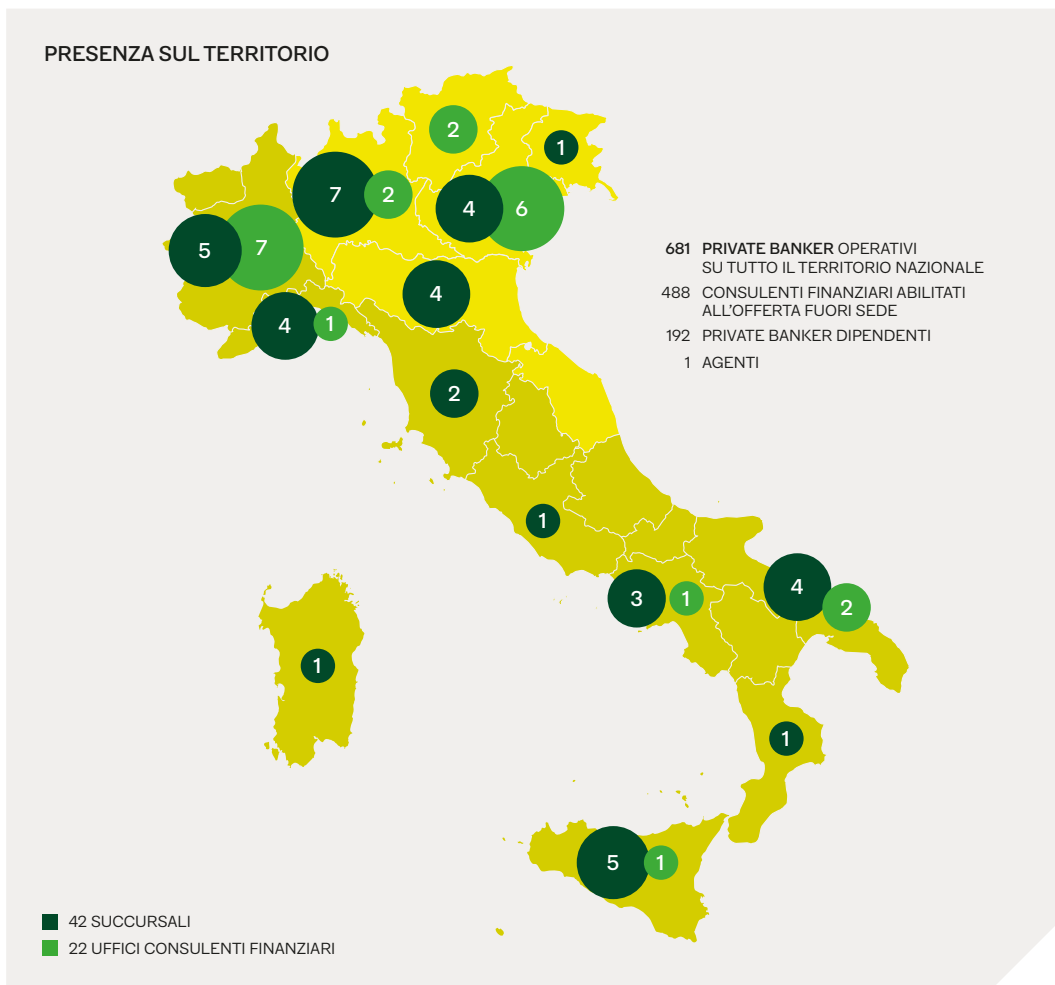 PRESENZA SUL TERRITORIO
2
1
7
2
4
6
5
7
4
4
1
2
681 PRIVATE BANKER OPERATIVI
SU TUTTO IL TERRITORIO NAZIONALE
488 CONSULENTI FINANZIARI ABILITATI
ALL'OFFERTA FUORI SEDE
192 PRIVATE BANKER DIPENDENTI
1 AGENTI
1
3
1
4
2
1
1
5
1
42 SUCCURSALI
22 UFFICI CONSULENTI FINANZIARI